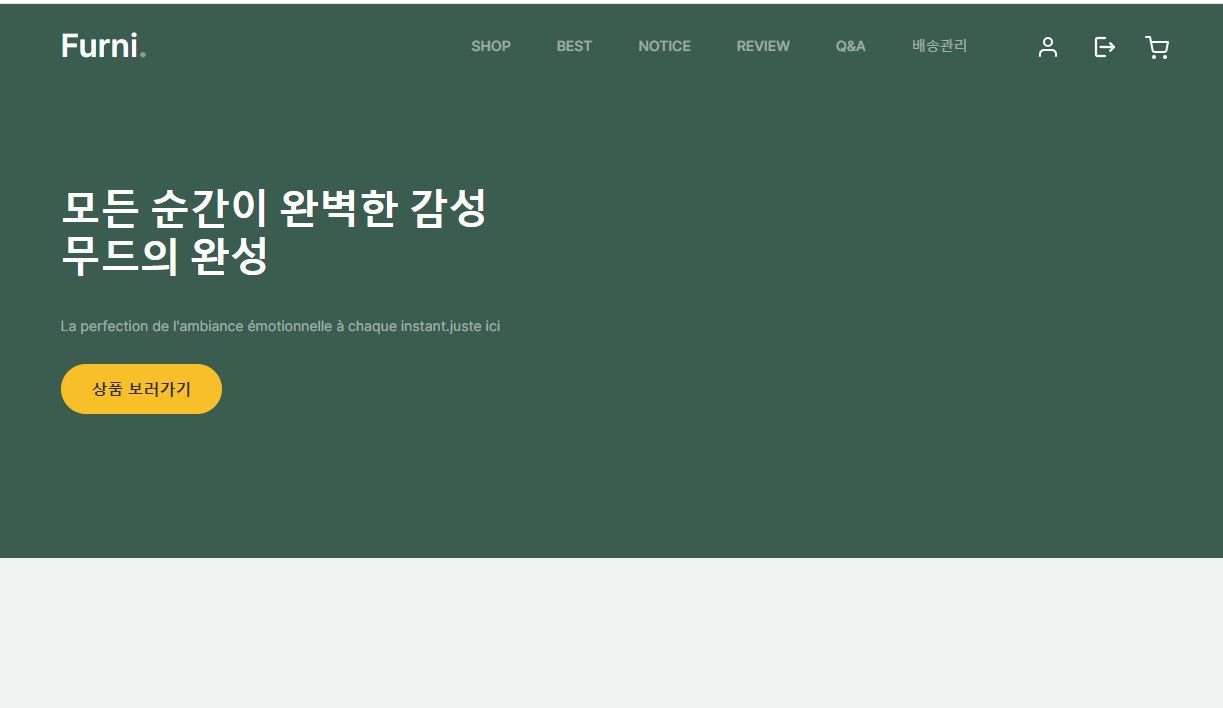 Furni.
SHOP BEST NOTICE REVIEW Q&A 배송관리
모든 순간이 완벽한 감성
무드의 완성
La perfection de l'ambiance émotionnelle à chaque instant.juste ici
상품 보러가기